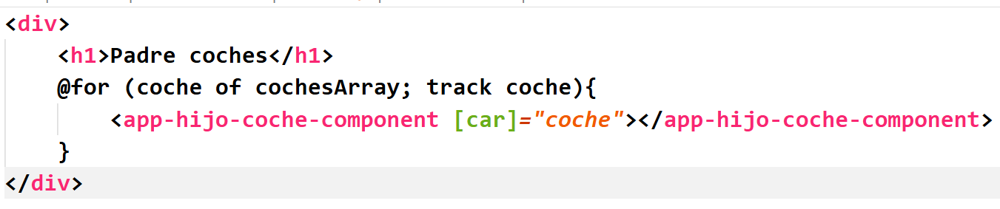 <div>
    <h1>Padre coches</h1>
    @for (coche of cochesArray; track coche){
        <app-hijo-coche-component [car]="coche"></app-hijo-coche-component>
    }
</div>